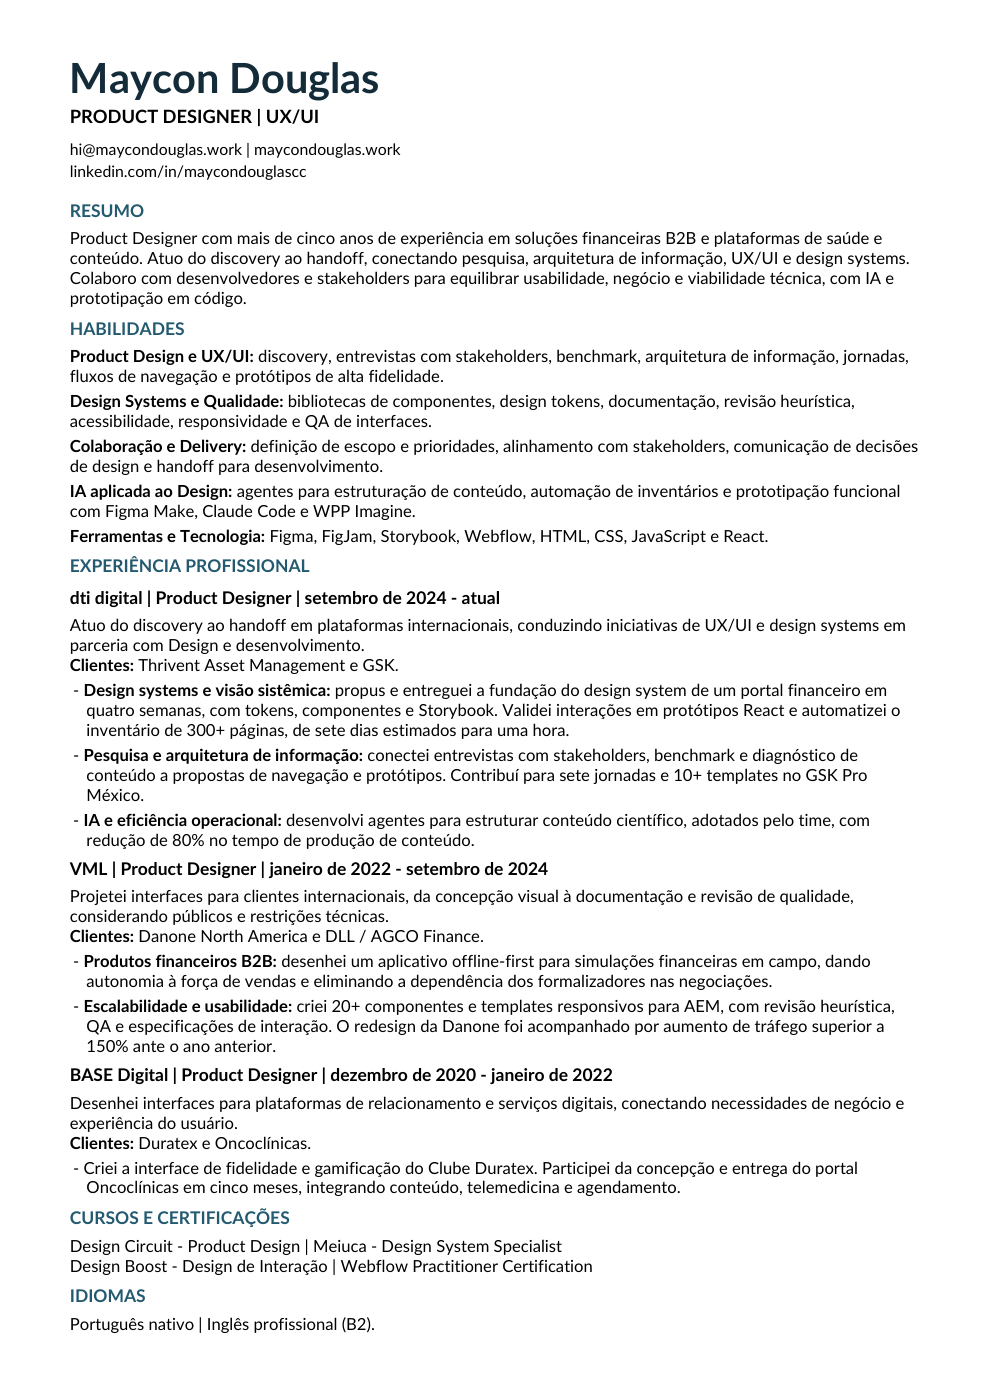 Maycon Douglas
PRODUCT DESIGNER | UX/UI
hi@maycondouglas.work | maycondouglas.work
linkedin.com/in/maycondouglascc
RESUMO
Product Designer com mais de cinco anos de experiência em soluções financeiras B2B e plataformas de saúde e
conteúdo. Atuo do discovery ao handoff, conectando pesquisa, arquitetura de informação, UX/UI e design systems.
Colaboro com desenvolvedores e stakeholders para equilibrar usabilidade, negócio e viabilidade técnica, com IA e
prototipação em código.
HABILIDADES
Product Design e UX/UI: discovery, entrevistas com stakeholders, benchmark, arquitetura de informação, jornadas,
fluxos de navegação e protótipos de alta fidelidade.
Design Systems e Qualidade: bibliotecas de componentes, design tokens, documentação, revisão heurística,
acessibilidade, responsividade e QA de interfaces.
Colaboração e Delivery: definição de escopo e prioridades, alinhamento com stakeholders, comunicação de decisões
de design e handoff para desenvolvimento.
IA aplicada ao Design: agentes para estruturação de conteúdo, automação de inventários e prototipação funcional
com Figma Make, Claude Code e WPP Imagine.
Ferramentas e Tecnologia: Figma, FigJam, Storybook, Webflow, HTML, CSS, JavaScript e React.
EXPERIÊNCIA PROFISSIONAL
dti digital | Product Designer | setembro de 2024 - atual
Atuo do discovery ao handoff em plataformas internacionais, conduzindo iniciativas de UX/UI e design systems em
parceria com Design e desenvolvimento.
Clientes: Thrivent Asset Management e GSK.
- Design systems e visão sistêmica: propus e entreguei a fundação do design system de um portal financeiro em
quatro semanas, com tokens, componentes e Storybook. Validei interações em protótipos React e automatizei o
inventário de 300+ páginas, de sete dias estimados para uma hora.
- Pesquisa e arquitetura de informação: conectei entrevistas com stakeholders, benchmark e diagnóstico de
conteúdo a propostas de navegação e protótipos. Contribuí para sete jornadas e 10+ templates no GSK Pro
México.
- IA e eficiência operacional: desenvolvi agentes para estruturar conteúdo científico, adotados pelo time, com
redução de 80% no tempo de produção de conteúdo.
VML | Product Designer | janeiro de 2022 - setembro de 2024
Projetei interfaces para clientes internacionais, da concepção visual à documentação e revisão de qualidade,
considerando públicos e restrições técnicas.
Clientes: Danone North America e DLL / AGCO Finance.
- Produtos financeiros B2B: desenhei um aplicativo offline-first para simulações financeiras em campo, dando
autonomia à força de vendas e eliminando a dependência dos formalizadores nas negociações.
- Escalabilidade e usabilidade: criei 20+ componentes e templates responsivos para AEM, com revisão heurística,
QA e especificações de interação. O redesign da Danone foi acompanhado por aumento de tráfego superior a
150% ante o ano anterior.
BASE Digital | Product Designer | dezembro de 2020 - janeiro de 2022
Desenhei interfaces para plataformas de relacionamento e serviços digitais, conectando necessidades de negócio e
experiência do usuário.
Clientes: Duratex e Oncoclínicas.
- Criei a interface de fidelidade e gamificação do Clube Duratex. Participei da concepção e entrega do portal
Oncoclínicas em cinco meses, integrando conteúdo, telemedicina e agendamento.
CURSOS E CERTIFICAÇÕES
Design Circuit - Product Design | Meiuca - Design System Specialist
Design Boost - Design de Interação | Webflow Practitioner Certification
IDIOMAS
Português nativo | Inglês profissional (B2).